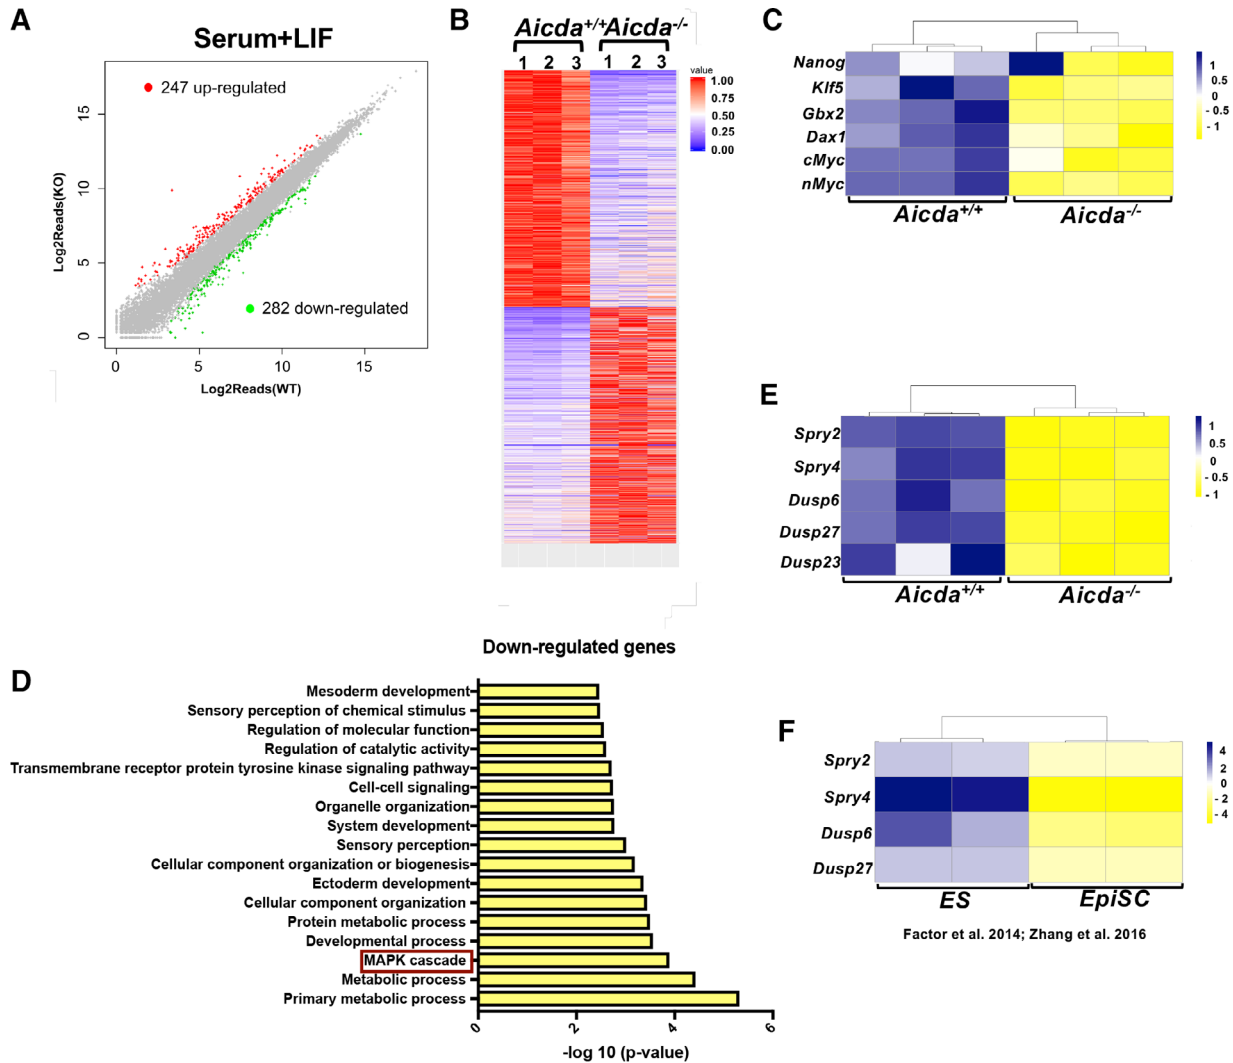 A
Serum+LIF
247 up-regulated
282 down-regulated
Log2Reads(KO)
0 5 10 15
0 5 10 15
Log2Reads(WT)
B
Aicda+/+ Aicda-/-
1 2 3 1 2 3
value
1.00
0.75
0.50
0.25
0.00
C
Nanog
Klf5
Gbx2
Dax1
cMyc
nMyc
1
0.5
0
- 0.5
- 1
Aicda+/+
Aicda-/-
E
Spry2
Spry4
Dusp6
Dusp27
Dusp23
1
0.5
0
- 0.5
- 1
Aicda+/+
Aicda-/-
D
Down-regulated genes
Mesoderm development
Sensory perception of chemical stimulus
Regulation of molecular function
Regulation of catalytic activity
Transmembrane receptor protein tyrosine kinase signaling pathway
Cell-cell signaling
Organelle organization
System development
Sensory perception
Cellular component organization or biogenesis
Ectoderm development
Cellular component organization
Protein metabolic process
Developmental process
MAPK cascade
Metabolic process
Primary metabolic process
0 2 4 6
-log 10 (p-value)
F
Spry2
Spry4
Dusp6
Dusp27
4
2
0
- 2
- 4
ES
EpiSC
Factor et al. 2014; Zhang et al. 2016